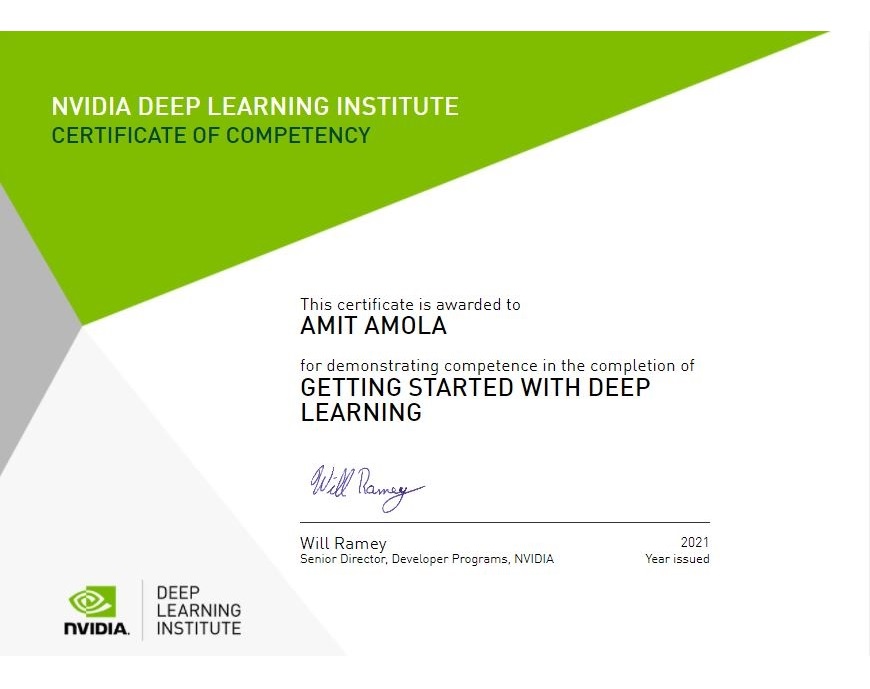 NVIDIA DEEP LEARNING INSTITUTE
CERTIFICATE OF COMPETENCY
This certificate is awarded to
AMIT AMOLA
for demonstrating competence in the completion of
GETTING STARTED WITH DEEP
LEARNING
Will Ramey
Will Ramey
2021
Senior Director, Developer Programs, NVIDIA
Year issued
NVIDIA.
DEEP
LEARNING
INSTITUTE